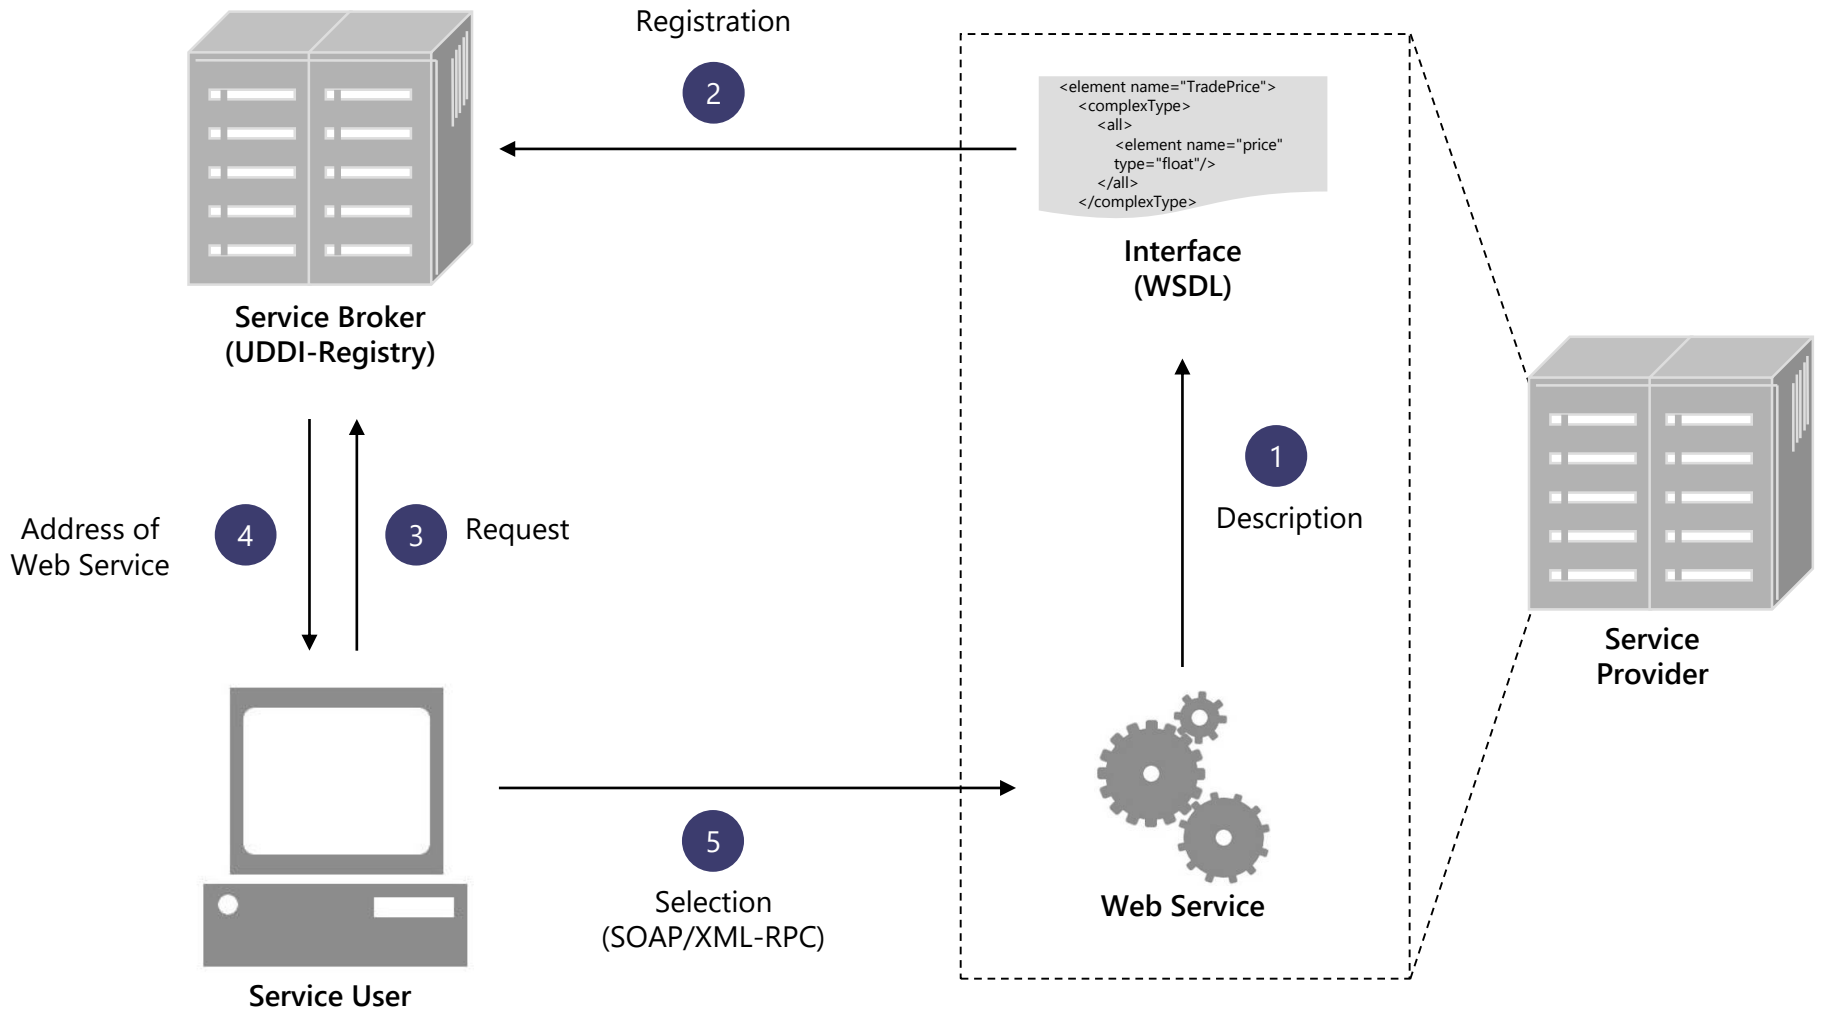 Registration
2
<element name="TradePrice">
<complexType>
<all>
<element name="price"
type="float"/>
</all>
</complexType>
Interface
(WSDL)
Service Broker
(UDDI-Registry)
1
Description
Address of
Web Service
4
3
Request
Service
Provider
5
Selection
(SOAP/XML-RPC)
Web Service
Service User